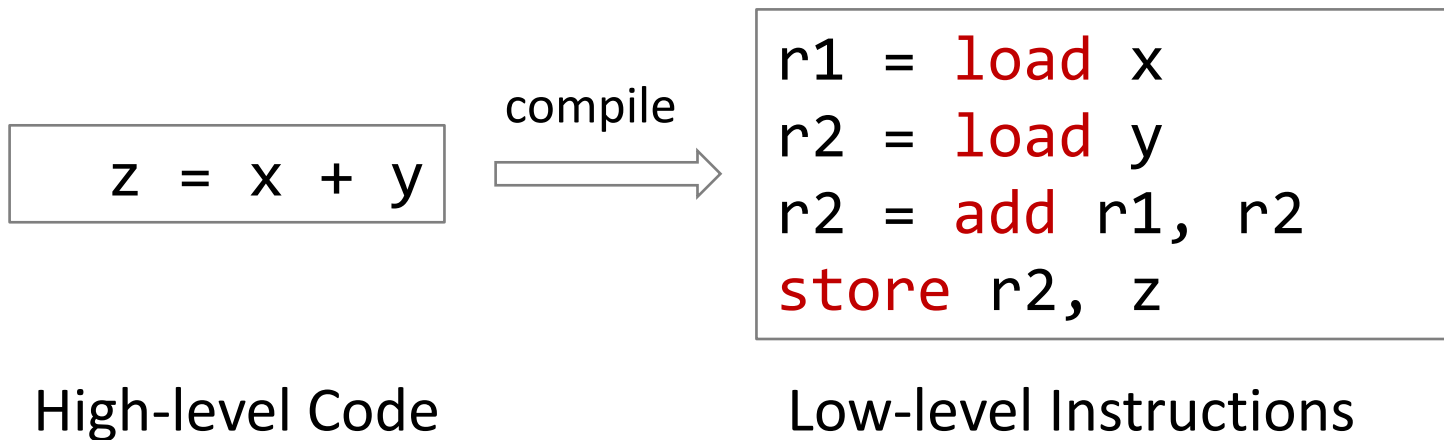 z = x + y
compile
r1 = load x
r2 = load y
r2 = add r1, r2
store r2, z
High-level Code
Low-level Instructions